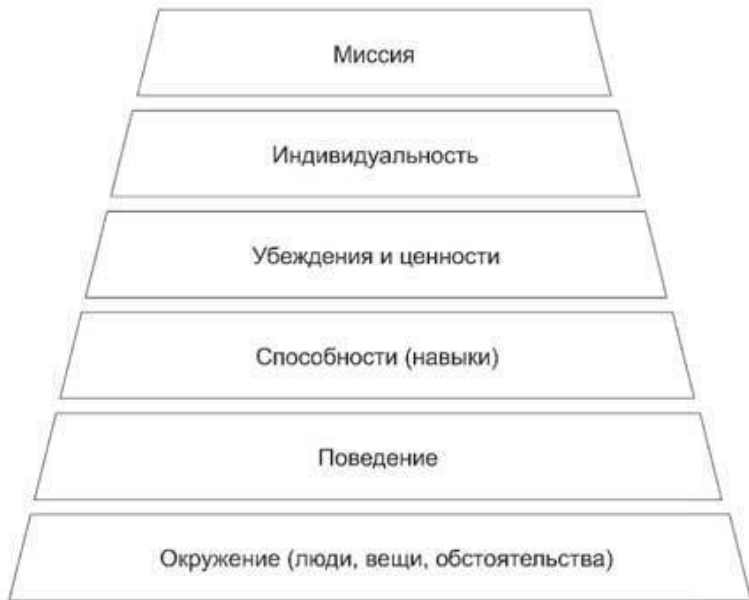 Миссия
Индивидуальность
Убеждения и ценности
Способности (навыки)
Поведение
Окружение (люди, вещи, обстоятельства)